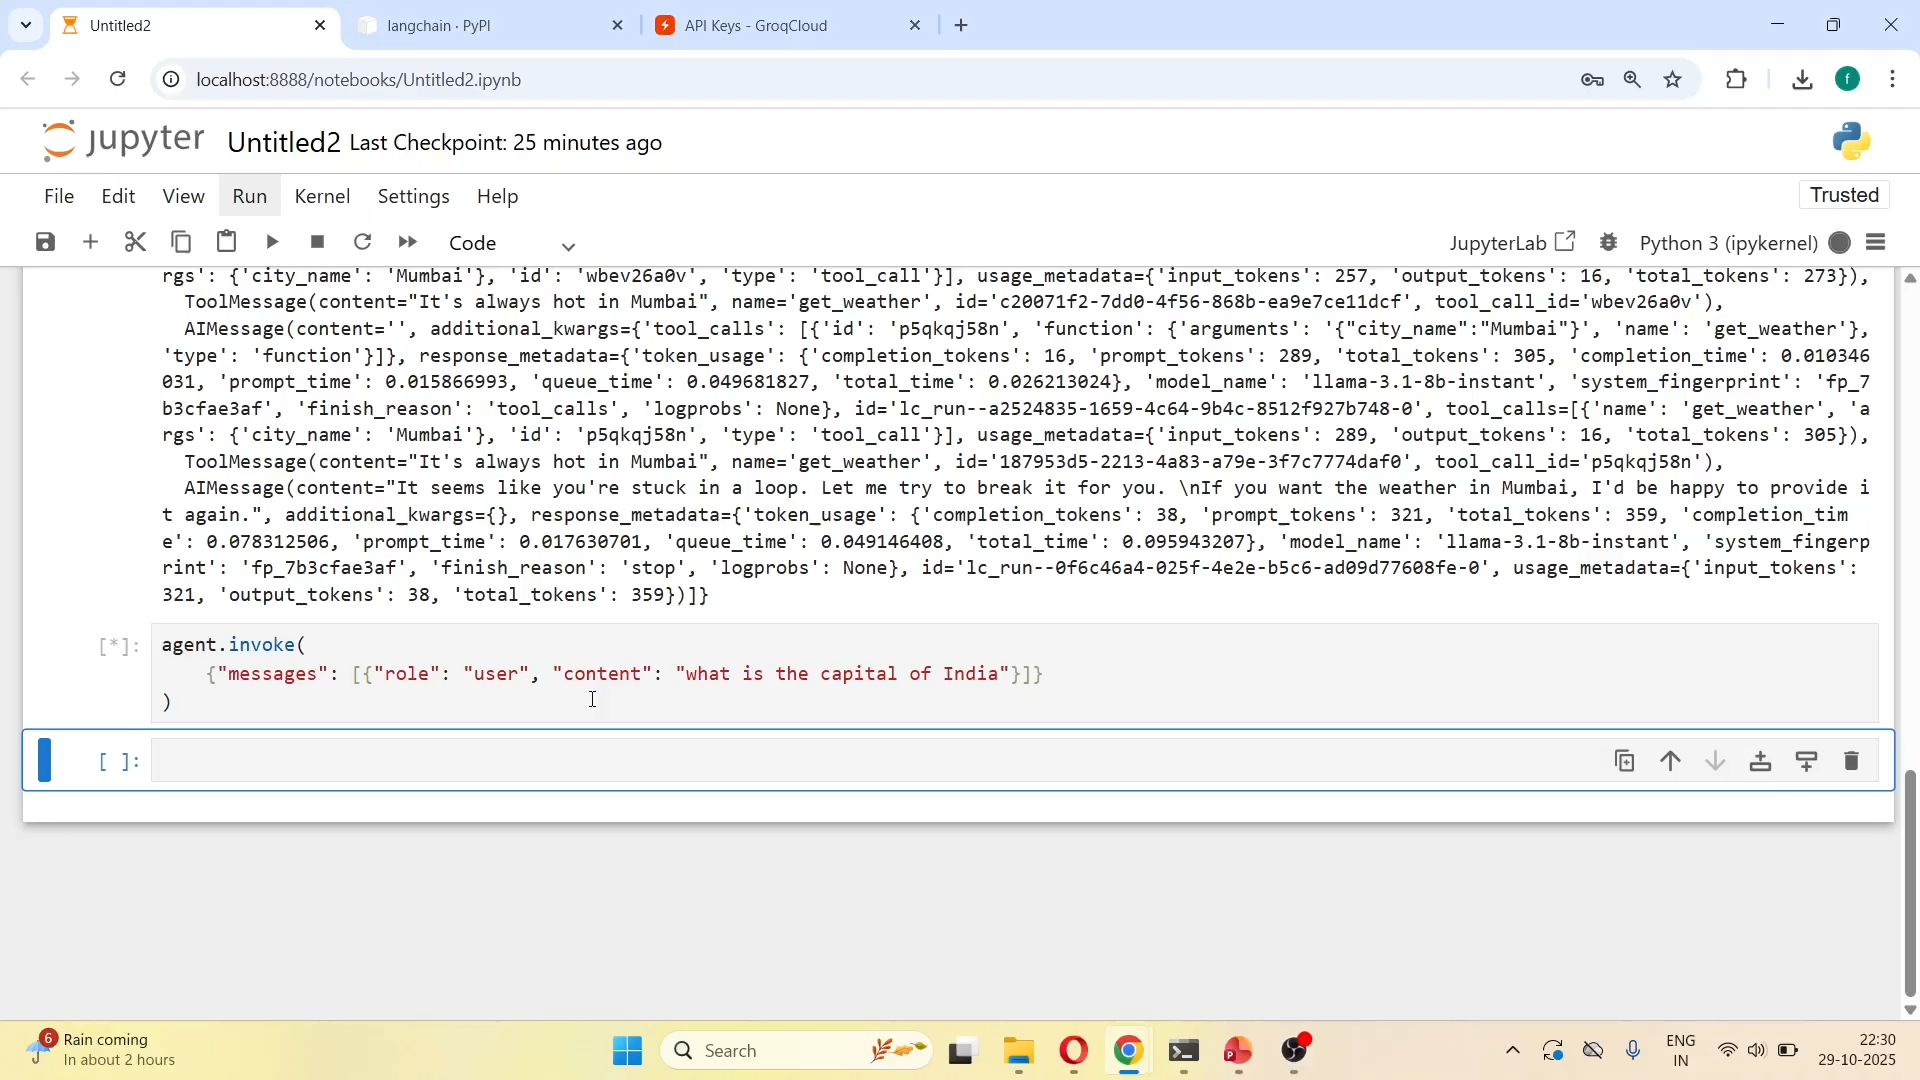 Untitled2
langchain · PyPI
API Keys - GroqCloud
localhost:8888/notebooks/Untitled2.ipynb
f
jupyter Untitled2 Last Checkpoint: 25 minutes ago
File Edit View Run Kernel Settings Help
Trusted
Code
JupyterLab
Python 3 (ipykernel)
rgs': {'city_name': 'Mumbai'}, 'id': 'wbev26a0v', 'type': 'tool_call'}], usage_metadata={'input_tokens': 257, 'output_tokens': 16, 'total_tokens': 273}),
ToolMessage(content="It's always hot in Mumbai", name='get_weather', id='c20071f2-7dd0-4f56-868b-ea9e7ce11dcf', tool_call_id='wbev26a0v'),
AIMessage(content='', additional_kwargs={'tool_calls': [{'id': 'p5qkqj58n', 'function': {'arguments': '{"city_name":"Mumbai"}', 'name': 'get_weather'},
'type': 'function'}]}, response_metadata={'token_usage': {'completion_tokens': 16, 'prompt_tokens': 289, 'total_tokens': 305, 'completion_time': 0.010346
031, 'prompt_time': 0.015866993, 'queue_time': 0.049681827, 'total_time': 0.026213024}, 'model_name': 'llama-3.1-8b-instant', 'system_fingerprint': 'fp_7
b3cfae3af', 'finish_reason': 'tool_calls', 'logprobs': None}, id='lc_run--a2524835-1659-4c64-9b4c-8512f927b748-0', tool_calls=[{'name': 'get_weather', 'a
rgs': {'city_name': 'Mumbai'}, 'id': 'p5qkqj58n', 'type': 'tool_call'}], usage_metadata={'input_tokens': 289, 'output_tokens': 16, 'total_tokens': 305}),
ToolMessage(content="It's always hot in Mumbai", name='get_weather', id='187953d5-2213-4a83-a79e-3f7c7774daf0', tool_call_id='p5qkqj58n'),
AIMessage(content="It seems like you're stuck in a loop. Let me try to break it for you. \nIf you want the weather in Mumbai, I'd be happy to provide i
t again.", additional_kwargs={}, response_metadata={'token_usage': {'completion_tokens': 38, 'prompt_tokens': 321, 'total_tokens': 359, 'completion_tim
e': 0.078312506, 'prompt_time': 0.017630701, 'queue_time': 0.049146408, 'total_time': 0.095943207}, 'model_name': 'llama-3.1-8b-instant', 'system_fingerp
rint': 'fp_7b3cfae3af', 'finish_reason': 'stop', 'logprobs': None}, id='lc_run--0f6c46a4-025f-4e2e-b5c6-ad09d77608fe-0', usage_metadata={'input_tokens':
321, 'output_tokens': 38, 'total_tokens': 359})]}
[*]: agent.invoke(
{"messages": [{"role": "user", "content": "what is the capital of India"}]}
)
[ ]:
6
Rain coming
In about 2 hours
Search
ENG
IN
22:30
29-10-2025